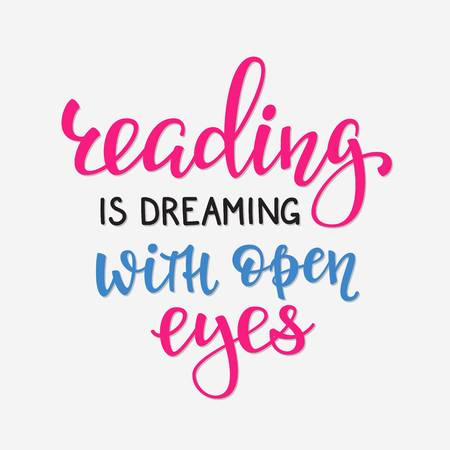 reading
IS DREAMING
with open
eyes